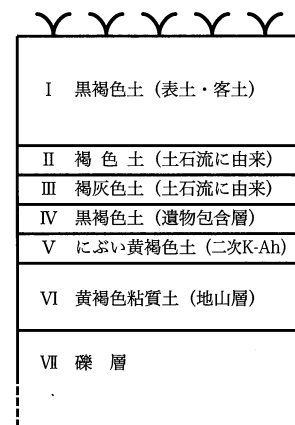 Ⅰ 黒褐色土（表土・客土）
Ⅱ 褐色土（土石流に由来）
Ⅲ 褐灰色土（土石流に由来）
Ⅳ 黒褐色土（遺物包含層）
Ⅴ にぶい黄褐色土（二次K-Ah）
Ⅵ 黄褐色粘質土（地山層）
Ⅶ 礫層